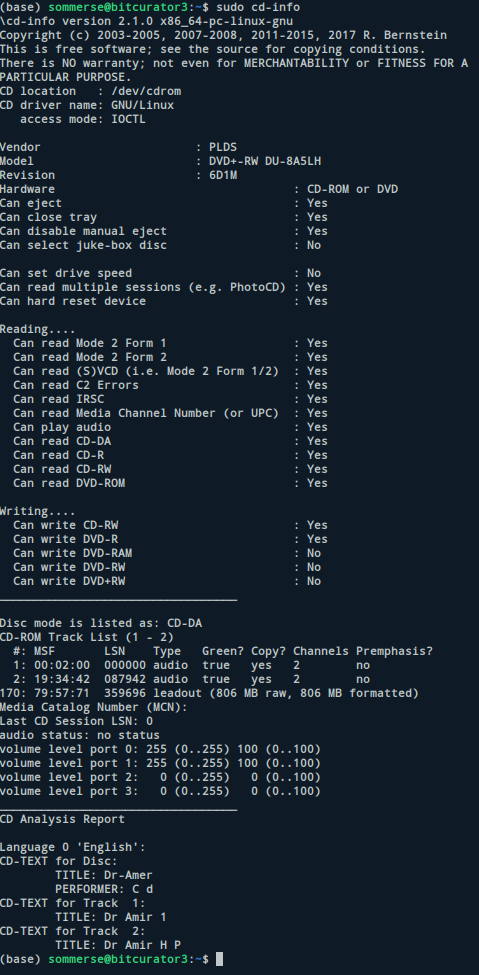 (base) sommerse@bitcurator3:~$ sudo cd-info
\cd-info version 2.1.0 x86_64-pc-linux-gnu
Copyright (c) 2003-2005, 2007-2008, 2011-2015, 2017 R. Bernstein
This is free software; see the source for copying conditions.
There is NO warranty; not even for MERCHANTABILITY or FITNESS FOR A
PARTICULAR PURPOSE.
CD location   : /dev/cdrom
CD driver name: GNU/Linux
   access mode: IOCTL

Vendor                      : PLDS
Model                       : DVD+-RW DU-8A5LH
Revision                    : 6D1M
Hardware                                  : CD-ROM or DVD
Can eject                                 : Yes
Can close tray                            : Yes
Can disable manual eject                  : Yes
Can select juke-box disc                  : No

Can set drive speed                       : No
Can read multiple sessions (e.g. PhotoCD) : Yes
Can hard reset device                     : Yes

Reading....
  Can read Mode 2 Form 1                  : Yes
  Can read Mode 2 Form 2                  : Yes
  Can read (S)VCD (i.e. Mode 2 Form 1/2)  : Yes
  Can read C2 Errors                      : Yes
  Can read IRSC                           : Yes
  Can read Media Channel Number (or UPC)  : Yes
  Can play audio                          : Yes
  Can read CD-DA                          : Yes
  Can read CD-R                           : Yes
  Can read CD-RW                          : Yes
  Can read DVD-ROM                        : Yes

Writing....
  Can write CD-RW                         : Yes
  Can write DVD-R                         : Yes
  Can write DVD-RAM                       : No
  Can write DVD-RW                        : No
  Can write DVD+RW                        : No
__________________________________

Disc mode is listed as: CD-DA
CD-ROM Track List (1 - 2)
  #: MSF       LSN    Type   Green? Copy? Channels Premphasis?
  1: 00:02:00  000000 audio  true   yes   2        no
  2: 19:34:42  087942 audio  true   yes   2        no
170: 79:57:71  359696 leadout (806 MB raw, 806 MB formatted)
Media Catalog Number (MCN):
Last CD Session LSN: 0
audio status: no status
volume level port 0: 255 (0..255) 100 (0..100)
volume level port 1: 255 (0..255) 100 (0..100)
volume level port 2:   0 (0..255)   0 (0..100)
volume level port 3:   0 (0..255)   0 (0..100)
__________________________________
CD Analysis Report

Language 0 'English':
CD-TEXT for Disc:
        TITLE: Dr-Amer
        PERFORMER: C d
CD-TEXT for Track  1:
        TITLE: Dr Amir 1
CD-TEXT for Track  2:
        TITLE: Dr Amir H P
(base) sommerse@bitcurator3:~$